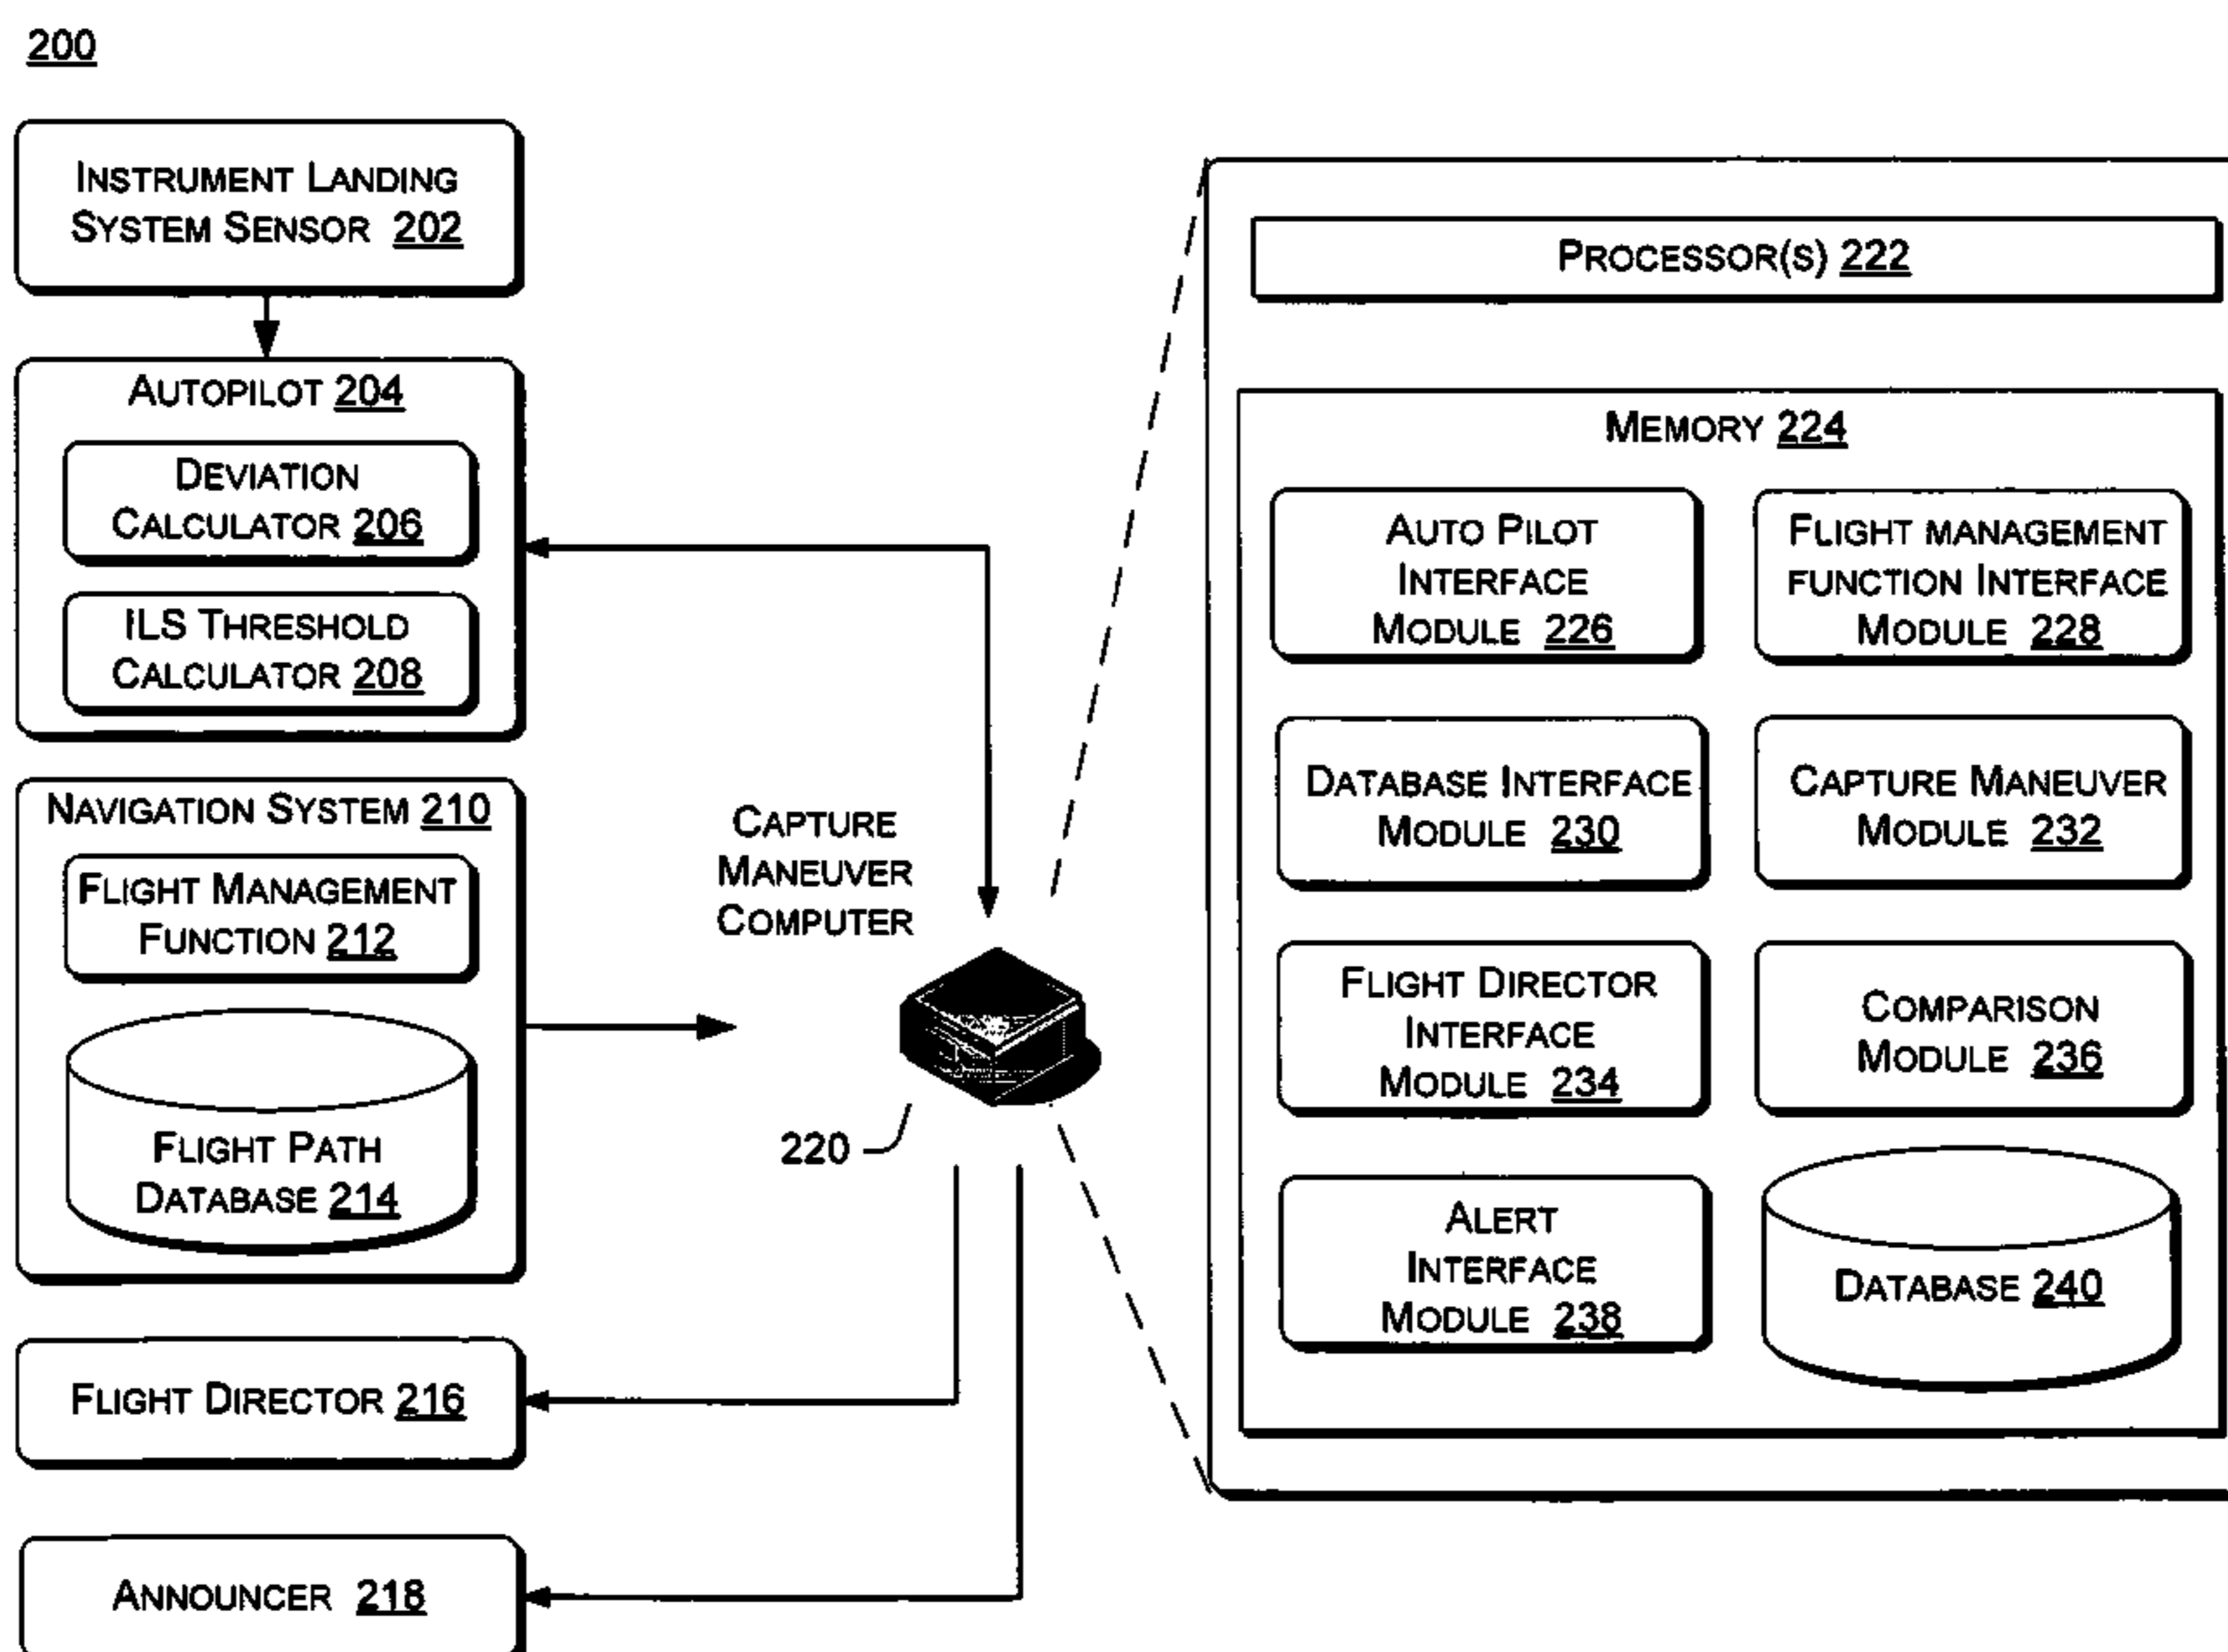 200
INSTRUMENT LANDING
SYSTEM SENSOR 202
AUTOPILOT 204
DEVIATION
CALCULATOR 206
ILS THRESHOLD
CALCULATOR 208
NAVIGATION SYSTEM 210
FLIGHT MANAGEMENT
FUNCTION 212
FLIGHT PATH
DATABASE 214
FLIGHT DIRECTOR 216
ANNOUNCER 218
CAPTURE
MANEUVER
COMPUTER
220
PROCESSOR(S) 222
MEMORY 224
AUTO PILOT
INTERFACE
MODULE 226
FLIGHT MANAGEMENT
FUNCTION INTERFACE
MODULE 228
DATABASE INTERFACE
MODULE 230
CAPTURE MANEUVER
MODULE 232
FLIGHT DIRECTOR
INTERFACE
MODULE 234
COMPARISON
MODULE 236
ALERT
INTERFACE
MODULE 238
DATABASE 240